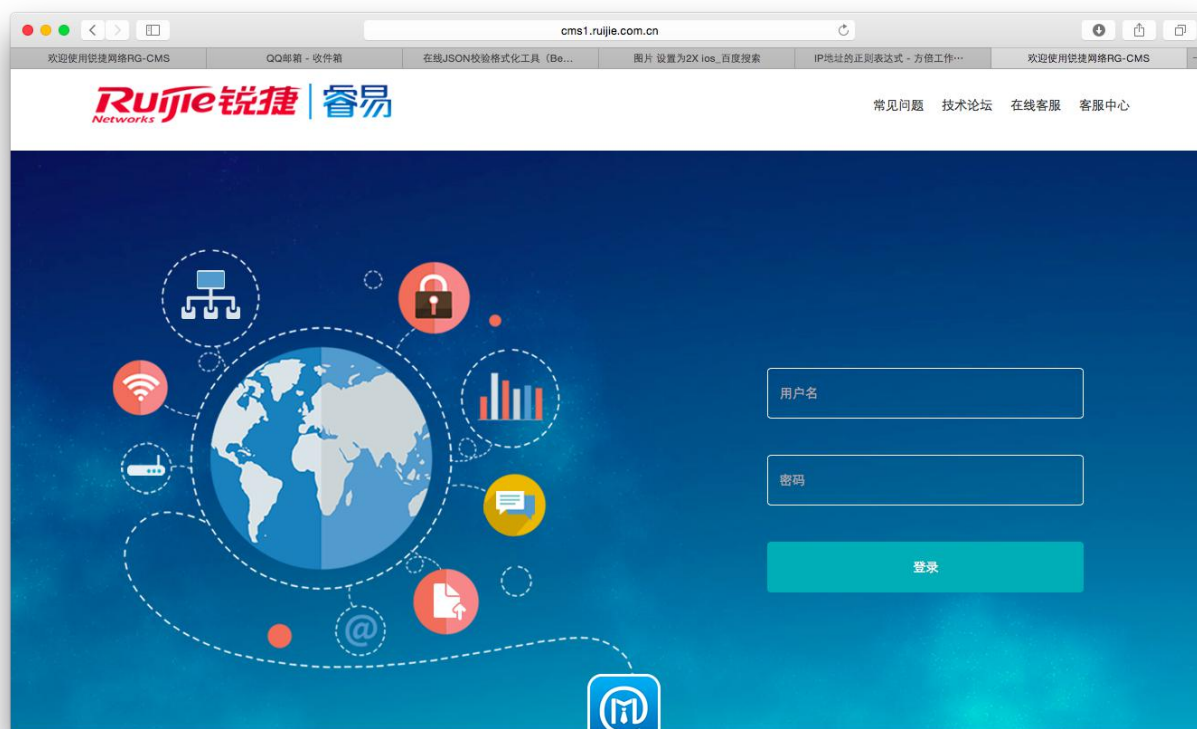 cms1.ruijie.com.cn
欢迎使用锐捷网络RG-CMS
QQ邮箱 - 收件箱
在线JSON校验格式化工具（Be...
图片 设置为2X ios_百度搜索
IP地址的正则表达式 - 方倍工作…
欢迎使用锐捷网络RG-CMS
Ruijie锐捷 | 睿易
Networks
常见问题 技术论坛 在线客服 客服中心
用户名
@
密码
登录